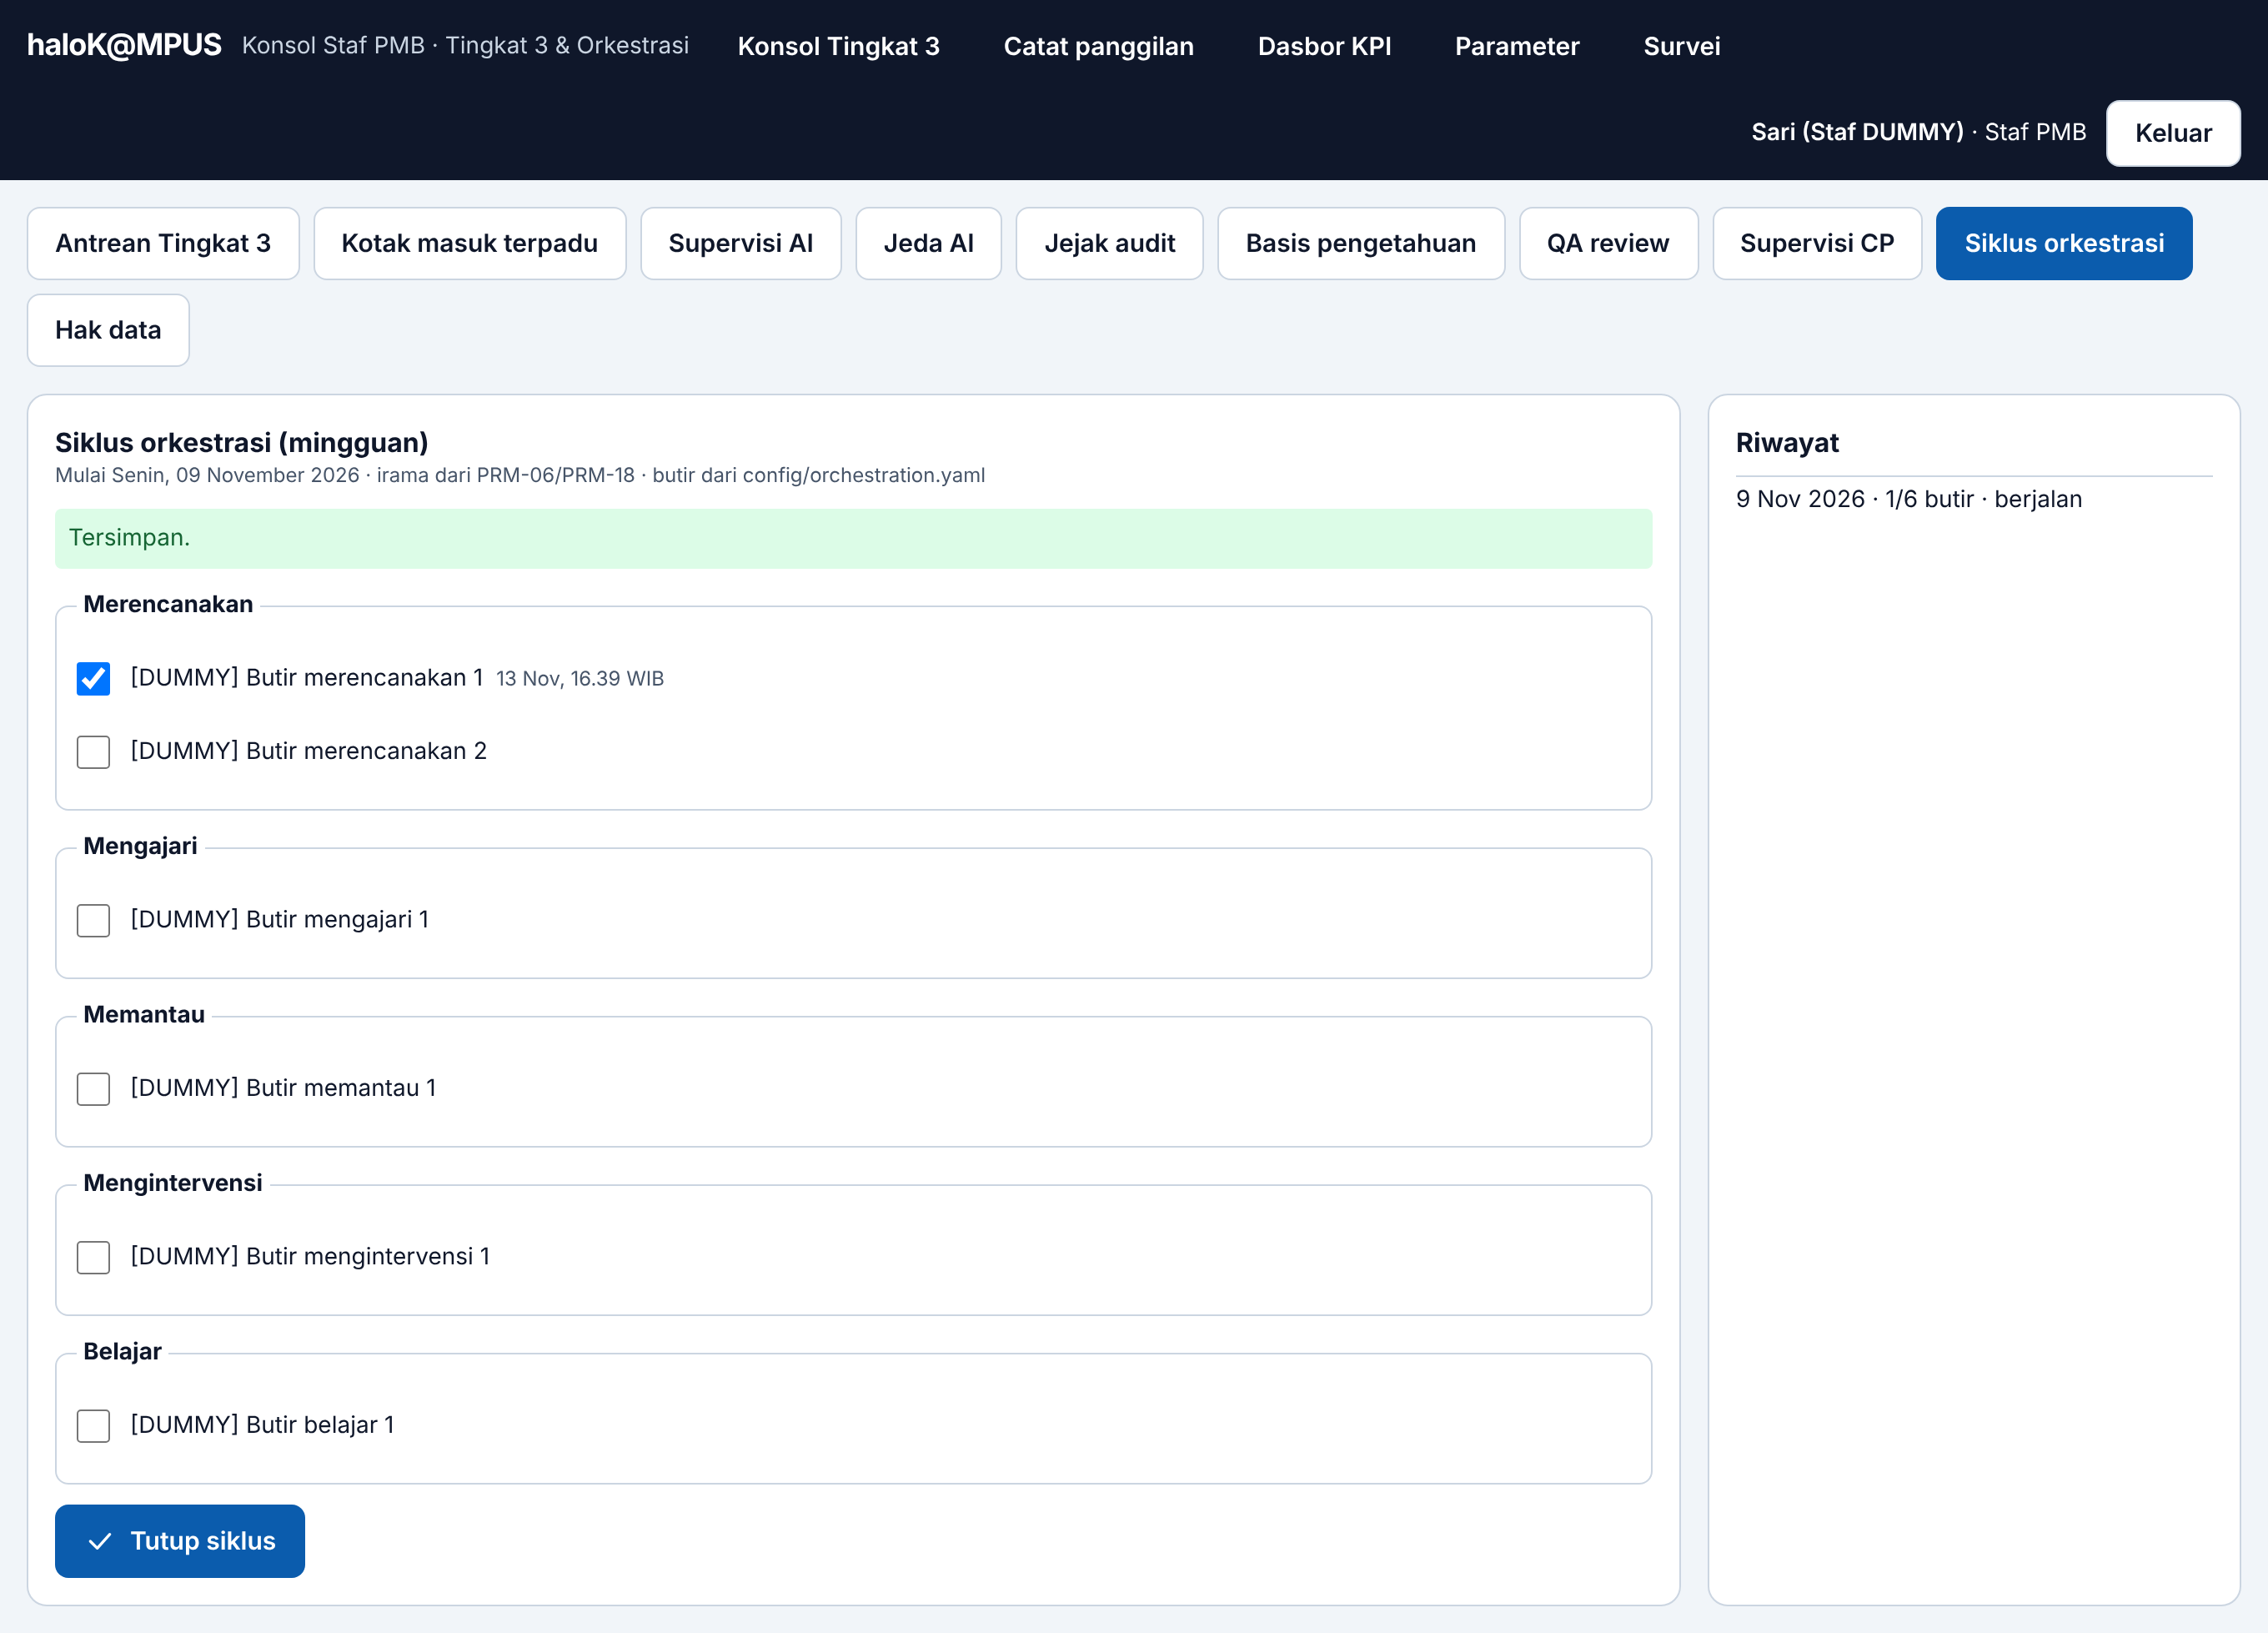 haloK@MPUS Konsol Staf PMB · Tingkat 3 & Orkestrasi Konsol Tingkat 3 Catat panggilan Dasbor KPI Parameter Survei
Sari (Staf DUMMY) · Staf PMB Keluar
Antrean Tingkat 3 Kotak masuk terpadu Supervisi AI Jeda AI Jejak audit Basis pengetahuan QA review Supervisi CP Siklus orkestrasi
Hak data
Siklus orkestrasi (mingguan)
Mulai Senin, 09 November 2026 · irama dari PRM-06/PRM-18 · butir dari config/orchestration.yaml
Tersimpan.
Merencanakan
[DUMMY] Butir merencanakan 1 13 Nov, 16.39 WIB
[DUMMY] Butir merencanakan 2
Mengajari
[DUMMY] Butir mengajari 1
Memantau
[DUMMY] Butir memantau 1
Mengintervensi
[DUMMY] Butir mengintervensi 1
Belajar
[DUMMY] Butir belajar 1
Tutup siklus
Riwayat
9 Nov 2026 · 1/6 butir · berjalan